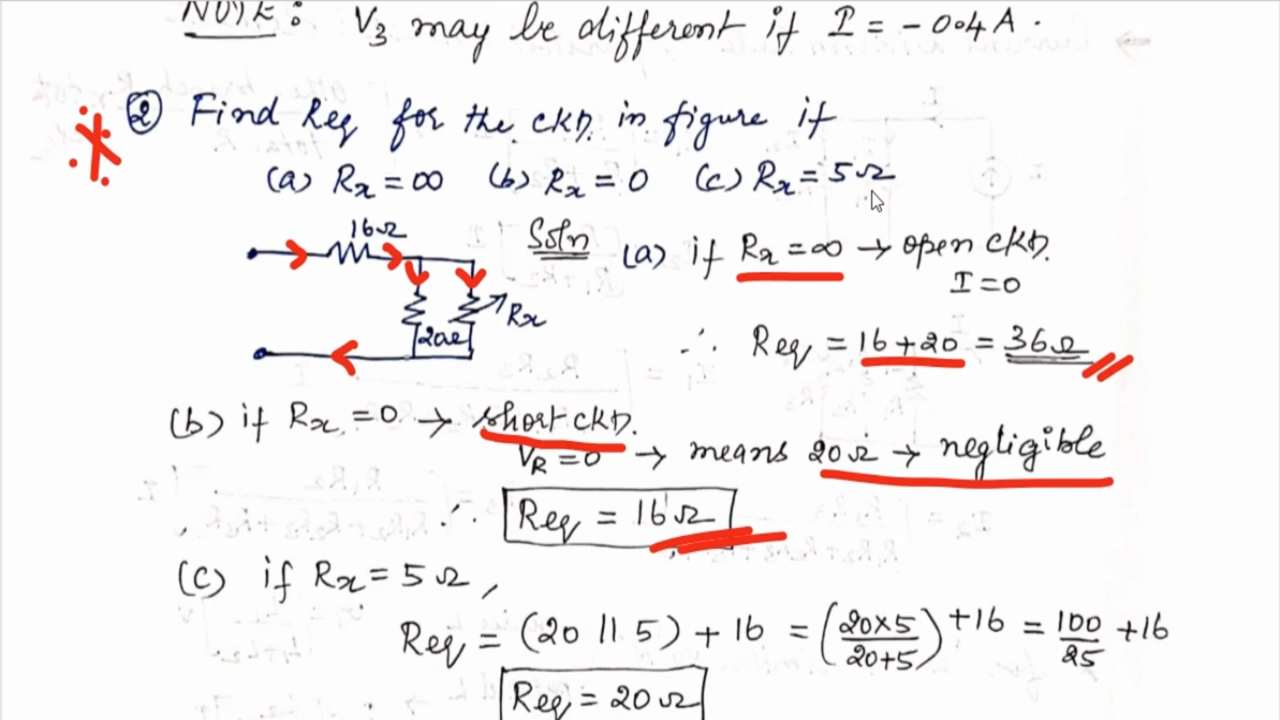 NOTE: V3 may be different if I = -0.4A.
② Find Req for the CKD. in figure if
(a) Rx = ∞ (b) Rx = 0 (c) Rx = 5Ω
16Ω
20Ω
Rx
Soln (a) if Rx = ∞ → open CKD.
I = 0
∴ Req = 16 + 20 = 36Ω
(b) if Rx = 0 → short CKD.
VR = 0 → means 20Ω → negligible
∴ Req = 16Ω
(c) if Rx = 5Ω,
Req = (20 || 5) + 16 = (20×5/20+5) + 16 = 100/25 + 16
Req = 20Ω